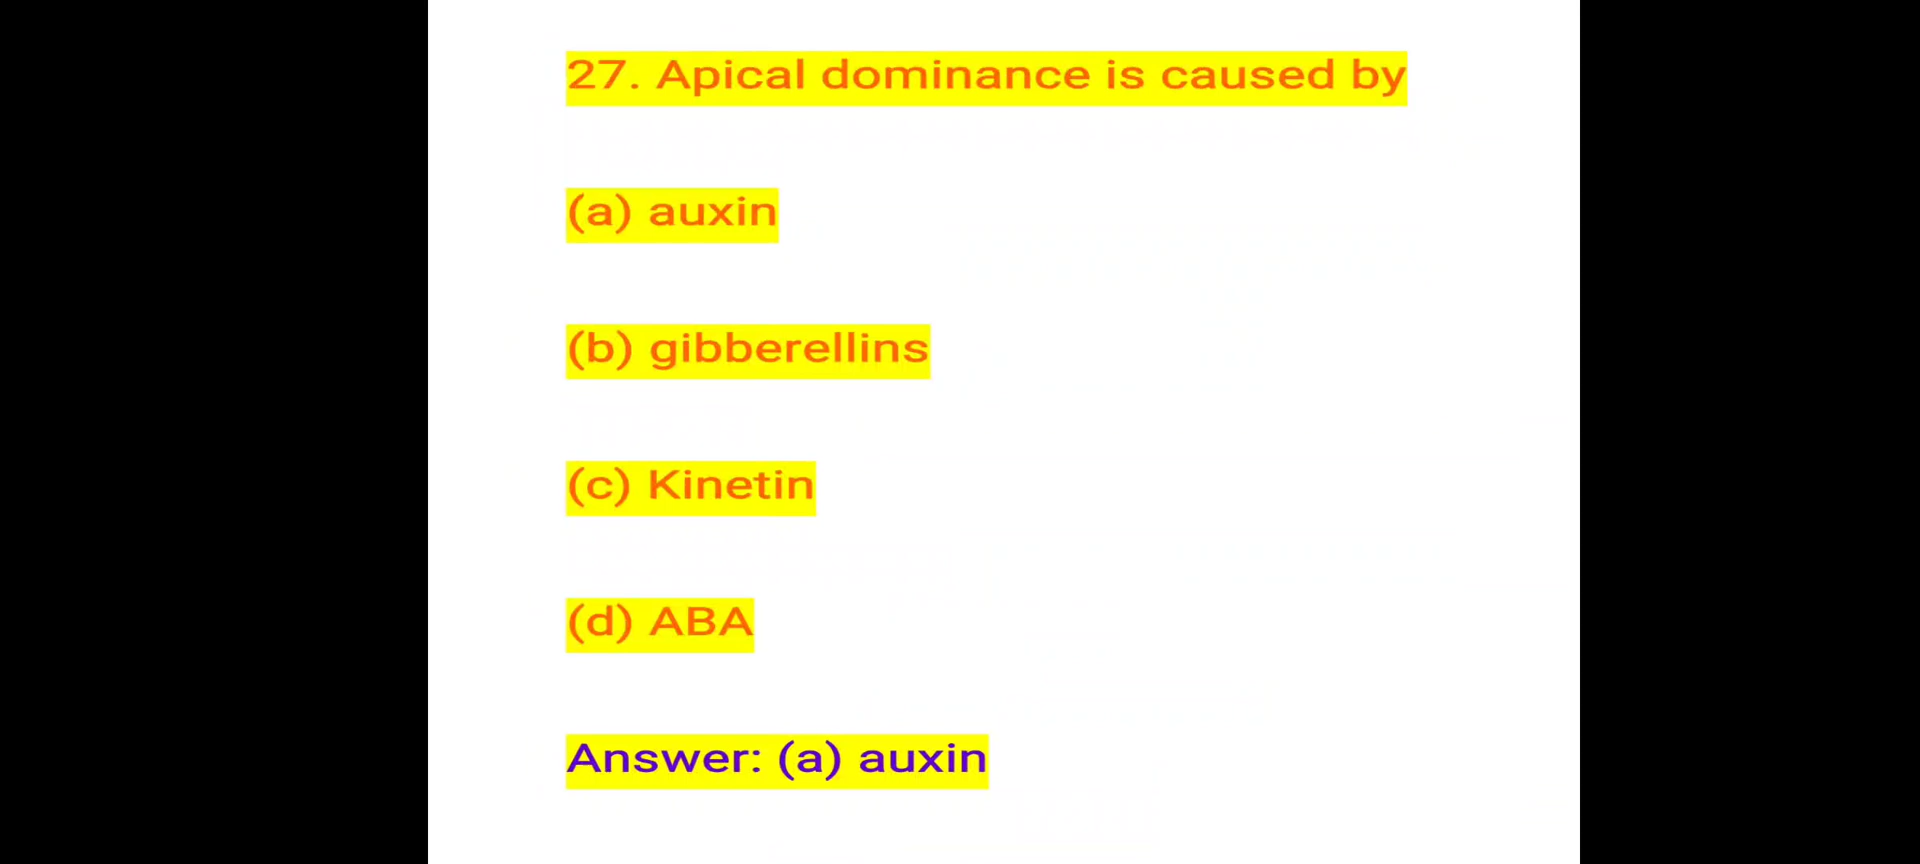 27. Apical dominance is caused by
(a) auxin
(b) gibberellins
(c) Kinetin
(d) ABA
Answer: (a) auxin